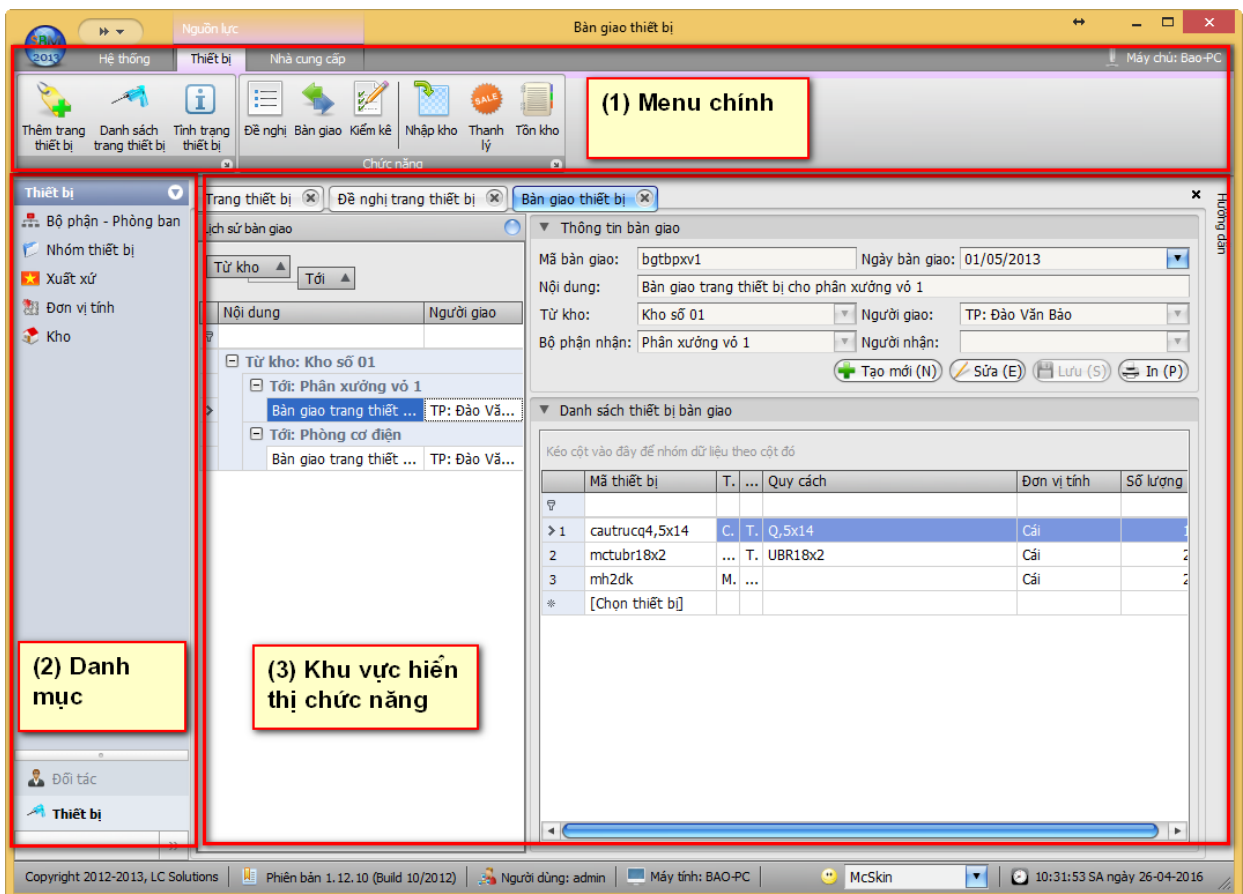 Nguồn lực
Bàn giao thiết bị
SRM
2013
Hệ thống
Thiết bị
Nhà cung cấp
Máy chủ: Bao-PC
Thêm trang thiết bị
Danh sách trang thiết bị
Tình trạng thiết bị
Đề nghị
Bàn giao
Kiểm kê
Nhập kho
SALE
Thanh lý
Tồn kho
Chức năng
(1) Menu chính
Thiết bị
Bộ phận - Phòng ban
Nhóm thiết bị
Xuất xứ
Đơn vị tính
Kho
(2) Danh
mục
Đối tác
Thiết bị
Trang thiết bị
Đề nghị trang thiết bị
Bàn giao thiết bị
Hướng dẫn
Lịch sử bàn giao
Từ kho
Tới
Nội dung
Người giao
Từ kho: Kho số 01
Tới: Phân xưởng vỏ 1
Bàn giao trang thiết ...
TP: Đào Vă...
Tới: Phòng cơ điện
Bàn giao trang thiết ...
TP: Đào Vă...
(3) Khu vực hiển
thị chức năng
Thông tin bàn giao
Mã bàn giao: bgtbpxv1 Ngày bàn giao: 01/05/2013
Nội dung: Bàn giao trang thiết bị cho phân xưởng vỏ 1
Từ kho: Kho số 01 Người giao: TP: Đào Văn Bảo
Bộ phận nhận: Phân xưởng vỏ 1 Người nhận:
Tạo mới (N) Sửa (E) Lưu (S) In (P)
Danh sách thiết bị bàn giao
Kéo cột vào đây để nhóm dữ liệu theo cột đó
Mã thiết bị T. ... Quy cách Đơn vị tính Số lượng
1 cautrucq4,5x14 C. T. Q,5x14 Cái 1
2 mctubr18x2 ... T. UBR18x2 Cái 2
3 mh2dk M. ... Cái 2
[Chọn thiết bị]
Copyright 2012-2013, LC Solutions
Phiên bản 1.12.10 (Build 10/2012)
Người dùng: admin
Máy tính: BAO-PC
McSkin
10:31:53 SA ngày 26-04-2016